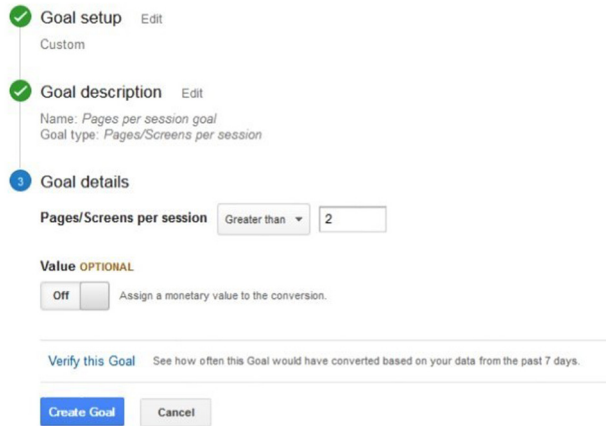 Goal setup Edit
Custom
Goal description Edit
Name: Pages per session goal
Goal type: Pages/Screens per session
3 Goal details
Pages/Screens per session Greater than 2
Value OPTIONAL
Off Assign a monetary value to the conversion.
Verify this Goal See how often this Goal would have converted based on your data from the past 7 days.
Create Goal Cancel